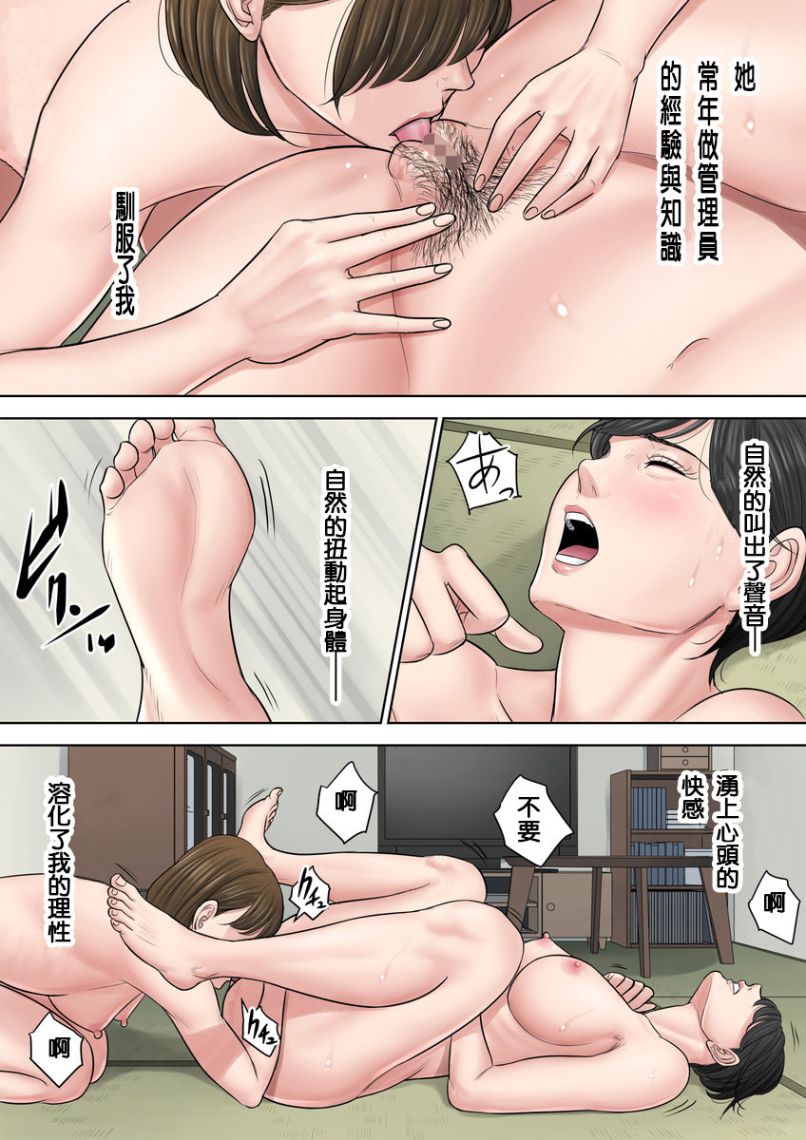 她
常年做管理員
的經驗與知識
馴服了我
自然的叫出了聲音——
あっ
自然的扭動起身體——
ビクンッ
湧上心頭的
快感
啊
不要
啊
溶化了我的理性
啊